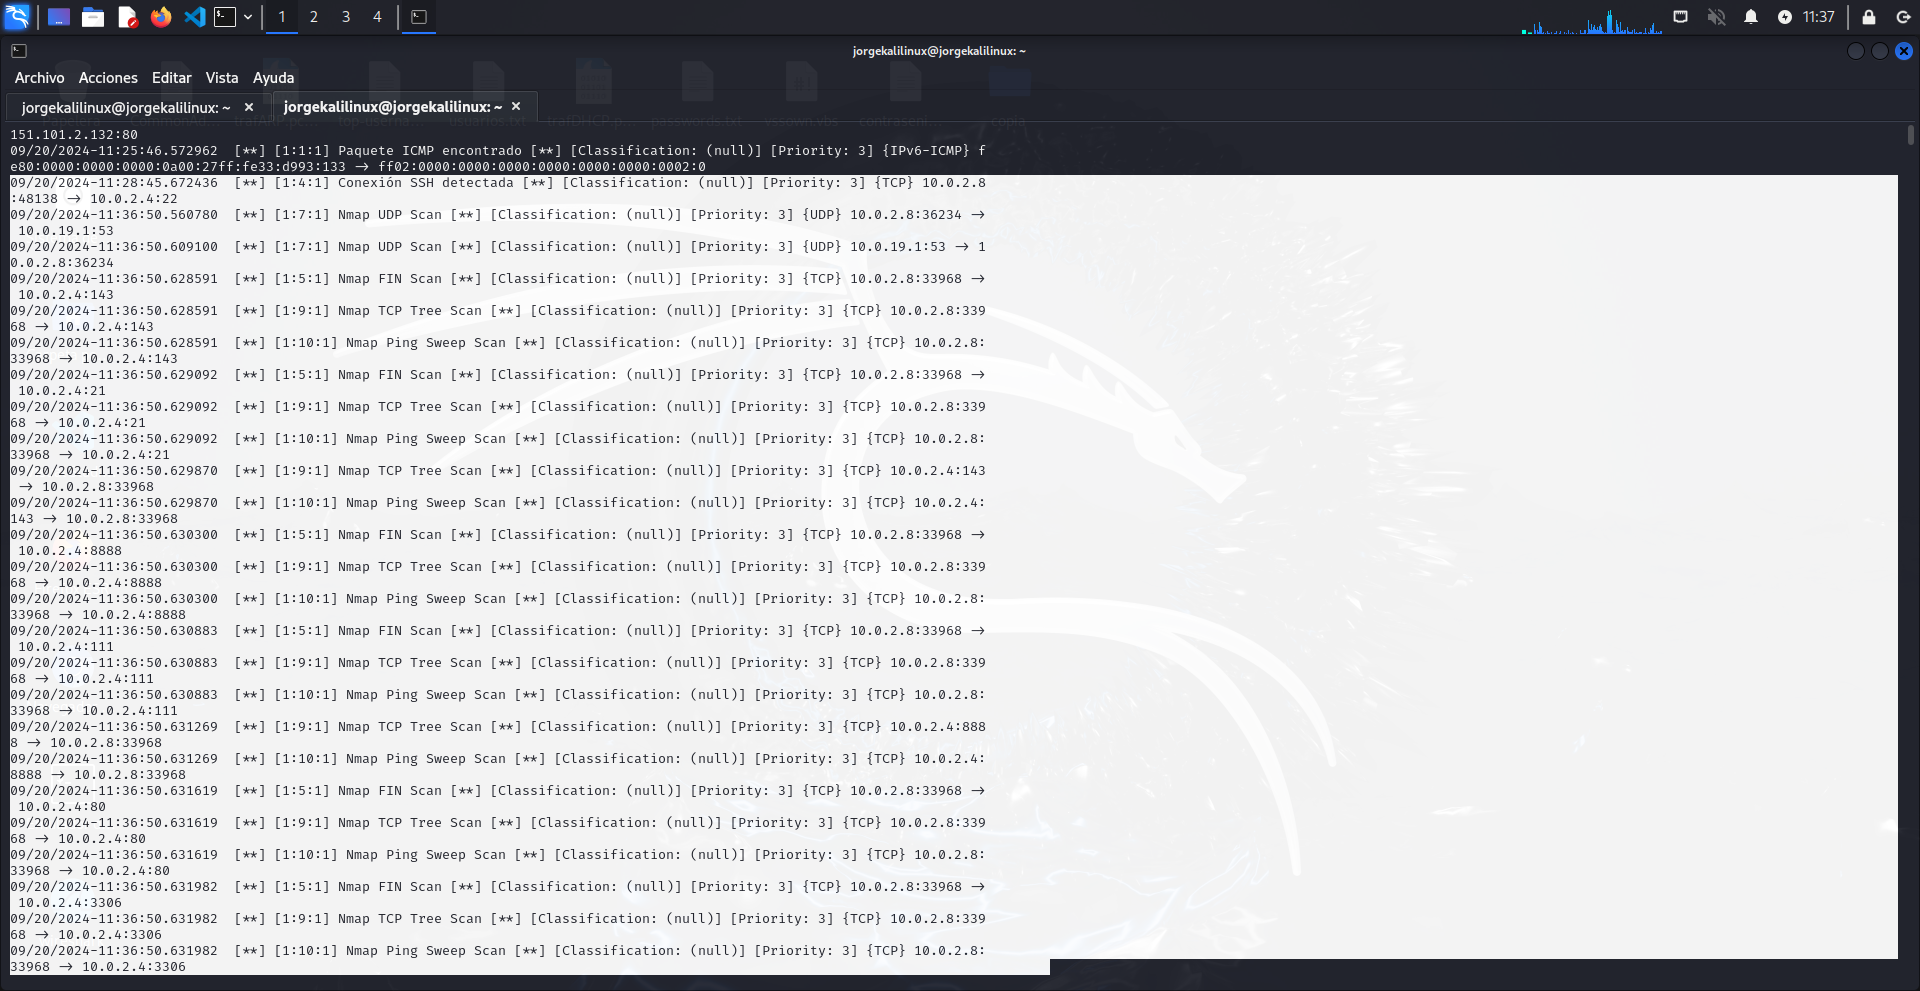 1 2 3 4 11:37
jorgekalilinux@jorgekalilinux: ~
Archivo Acciones Editar Vista Ayuda
jorgekalilinux@jorgekalilinux: ~ × jorgekalilinux@jorgekalilinux: ~ ×
151.101.2.132:80
09/20/2024-11:25:46.572962  [**] [1:1:1] Paquete ICMP encontrado [**] [Classification: (null)] [Priority: 3] {IPv6-ICMP} f
e80:0000:0000:0000:0a00:27ff:fe33:d993:133 → ff02:0000:0000:0000:0000:0000:0000:0002:0
09/20/2024-11:28:45.672436  [**] [1:4:1] Conexión SSH detectada [**] [Classification: (null)] [Priority: 3] {TCP} 10.0.2.8
:48138 → 10.0.2.4:22
09/20/2024-11:36:50.560780  [**] [1:7:1] Nmap UDP Scan [**] [Classification: (null)] [Priority: 3] {UDP} 10.0.2.8:36234 →
10.0.19.1:53
09/20/2024-11:36:50.609100  [**] [1:7:1] Nmap UDP Scan [**] [Classification: (null)] [Priority: 3] {UDP} 10.0.19.1:53 → 1
0.0.2.8:36234
09/20/2024-11:36:50.628591  [**] [1:5:1] Nmap FIN Scan [**] [Classification: (null)] [Priority: 3] {TCP} 10.0.2.8:33968 →
10.0.2.4:143
09/20/2024-11:36:50.628591  [**] [1:9:1] Nmap TCP Tree Scan [**] [Classification: (null)] [Priority: 3] {TCP} 10.0.2.8:339
68 → 10.0.2.4:143
09/20/2024-11:36:50.628591  [**] [1:10:1] Nmap Ping Sweep Scan [**] [Classification: (null)] [Priority: 3] {TCP} 10.0.2.8:
33968 → 10.0.2.4:143
09/20/2024-11:36:50.629092  [**] [1:5:1] Nmap FIN Scan [**] [Classification: (null)] [Priority: 3] {TCP} 10.0.2.8:33968 →
10.0.2.4:21
09/20/2024-11:36:50.629092  [**] [1:9:1] Nmap TCP Tree Scan [**] [Classification: (null)] [Priority: 3] {TCP} 10.0.2.8:339
68 → 10.0.2.4:21
09/20/2024-11:36:50.629092  [**] [1:10:1] Nmap Ping Sweep Scan [**] [Classification: (null)] [Priority: 3] {TCP} 10.0.2.8:
33968 → 10.0.2.4:21
09/20/2024-11:36:50.629870  [**] [1:9:1] Nmap TCP Tree Scan [**] [Classification: (null)] [Priority: 3] {TCP} 10.0.2.4:143
→ 10.0.2.8:33968
09/20/2024-11:36:50.629870  [**] [1:10:1] Nmap Ping Sweep Scan [**] [Classification: (null)] [Priority: 3] {TCP} 10.0.2.4:
143 → 10.0.2.8:33968
09/20/2024-11:36:50.630300  [**] [1:5:1] Nmap FIN Scan [**] [Classification: (null)] [Priority: 3] {TCP} 10.0.2.8:33968 →
10.0.2.4:8888
09/20/2024-11:36:50.630300  [**] [1:9:1] Nmap TCP Tree Scan [**] [Classification: (null)] [Priority: 3] {TCP} 10.0.2.8:339
68 → 10.0.2.4:8888
09/20/2024-11:36:50.630300  [**] [1:10:1] Nmap Ping Sweep Scan [**] [Classification: (null)] [Priority: 3] {TCP} 10.0.2.8:
33968 → 10.0.2.4:8888
09/20/2024-11:36:50.630883  [**] [1:5:1] Nmap FIN Scan [**] [Classification: (null)] [Priority: 3] {TCP} 10.0.2.8:33968 →
10.0.2.4:111
09/20/2024-11:36:50.630883  [**] [1:9:1] Nmap TCP Tree Scan [**] [Classification: (null)] [Priority: 3] {TCP} 10.0.2.8:339
68 → 10.0.2.4:111
09/20/2024-11:36:50.630883  [**] [1:10:1] Nmap Ping Sweep Scan [**] [Classification: (null)] [Priority: 3] {TCP} 10.0.2.8:
33968 → 10.0.2.4:111
09/20/2024-11:36:50.631269  [**] [1:9:1] Nmap TCP Tree Scan [**] [Classification: (null)] [Priority: 3] {TCP} 10.0.2.4:888
8 → 10.0.2.8:33968
09/20/2024-11:36:50.631269  [**] [1:10:1] Nmap Ping Sweep Scan [**] [Classification: (null)] [Priority: 3] {TCP} 10.0.2.4:
8888 → 10.0.2.8:33968
09/20/2024-11:36:50.631619  [**] [1:5:1] Nmap FIN Scan [**] [Classification: (null)] [Priority: 3] {TCP} 10.0.2.8:33968 →
10.0.2.4:80
09/20/2024-11:36:50.631619  [**] [1:9:1] Nmap TCP Tree Scan [**] [Classification: (null)] [Priority: 3] {TCP} 10.0.2.8:339
68 → 10.0.2.4:80
09/20/2024-11:36:50.631619  [**] [1:10:1] Nmap Ping Sweep Scan [**] [Classification: (null)] [Priority: 3] {TCP} 10.0.2.8:
33968 → 10.0.2.4:80
09/20/2024-11:36:50.631982  [**] [1:5:1] Nmap FIN Scan [**] [Classification: (null)] [Priority: 3] {TCP} 10.0.2.8:33968 →
10.0.2.4:3306
09/20/2024-11:36:50.631982  [**] [1:9:1] Nmap TCP Tree Scan [**] [Classification: (null)] [Priority: 3] {TCP} 10.0.2.8:339
68 → 10.0.2.4:3306
09/20/2024-11:36:50.631982  [**] [1:10:1] Nmap Ping Sweep Scan [**] [Classification: (null)] [Priority: 3] {TCP} 10.0.2.8:
33968 → 10.0.2.4:3306